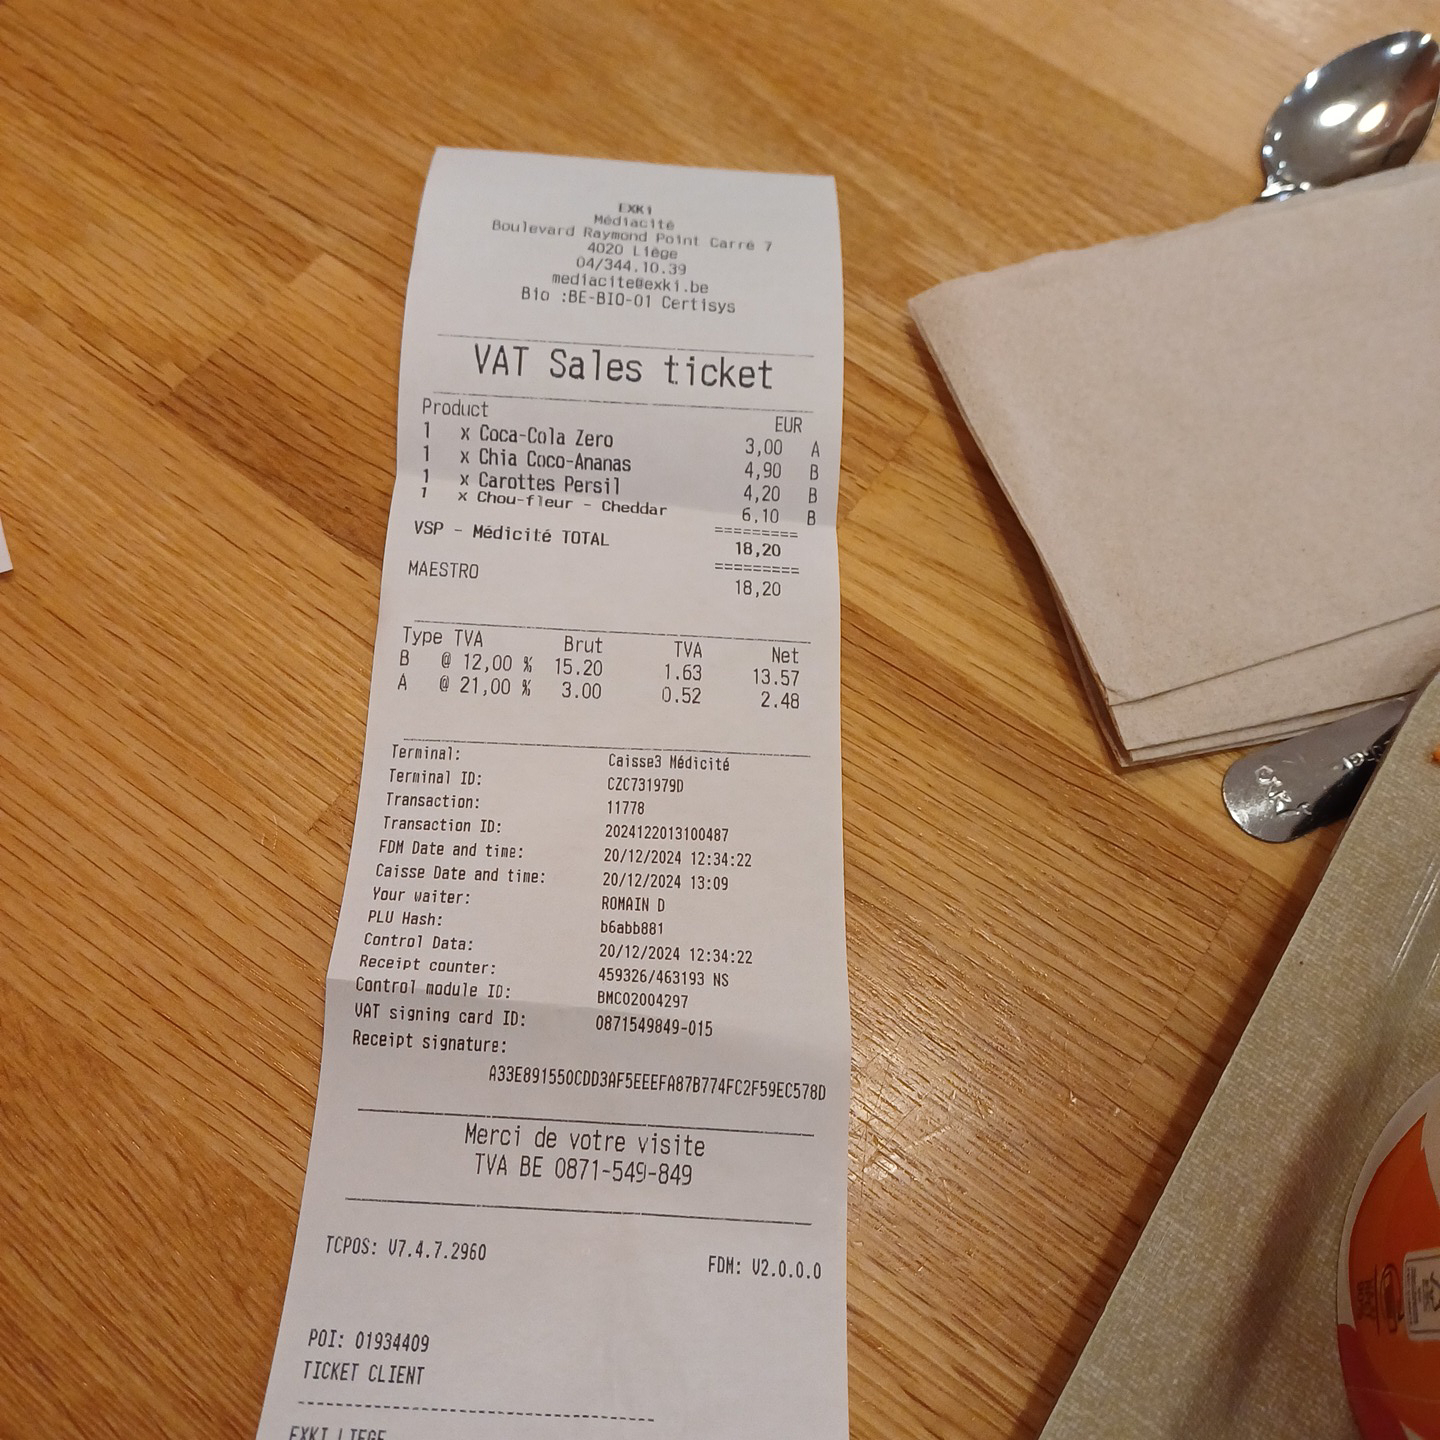 EXKi
Médiacité
Boulevard Raymond Point Carré 7
4020 Liège
04/344.10.39
mediacite@exki.be
Bio :BE-BIO-01 Certisys
VAT Sales ticket
Product EUR
1 x Coca-Cola Zero 3,00 A
1 x Chia Coco-Ananas 4,90 B
1 x Carottes Persil 4,20 B
1 x Chou-fleur - Cheddar 6,10 B
=========
VSP - Médicité TOTAL 18,20
=========
MAESTRO 18,20
Type TVA Brut TVA Net
B @ 12,00 % 15.20 1.63 13.57
A @ 21,00 % 3.00 0.52 2.48
Terminal: Caisse3 Médicité
Terminal ID: CZC731979D
Transaction: 11778
Transaction ID: 2024122013100487
FDM Date and time: 20/12/2024 12:34:22
Caisse Date and time: 20/12/2024 13:09
Your waiter: ROMAIN D
PLU Hash: b6abb881
Control Data: 20/12/2024 12:34:22
Receipt counter: 459326/463193 NS
Control module ID: BMC02004297
VAT signing card ID: 0871549849-015
Receipt signature:
A33E891550CDD3AF5EEEFA87B774FC2F59EC578D
Merci de votre visite
TVA BE 0871-549-849
TCPOS: V7.4.7.2960 FDM: V2.0.0.0
POI: 01934409
TICKET CLIENT
--------------------------------
EXKI LIEGE